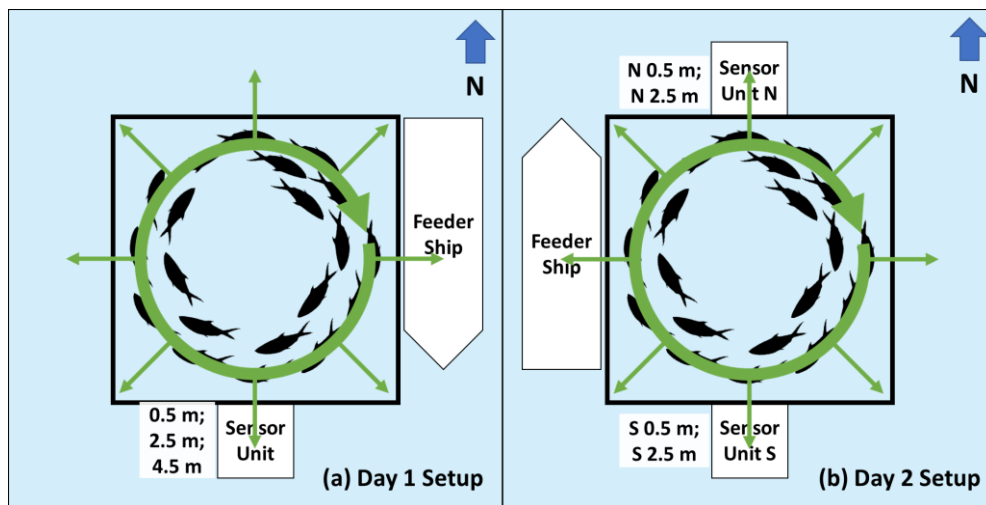 N
Feeder
Ship
0.5 m;
2.5 m;
4.5 m
Sensor
Unit
(a) Day 1 Setup
N
N 0.5 m;
N 2.5 m
Sensor
Unit N
Feeder
Ship
S 0.5 m;
S 2.5 m
Sensor
Unit S
(b) Day 2 Setup